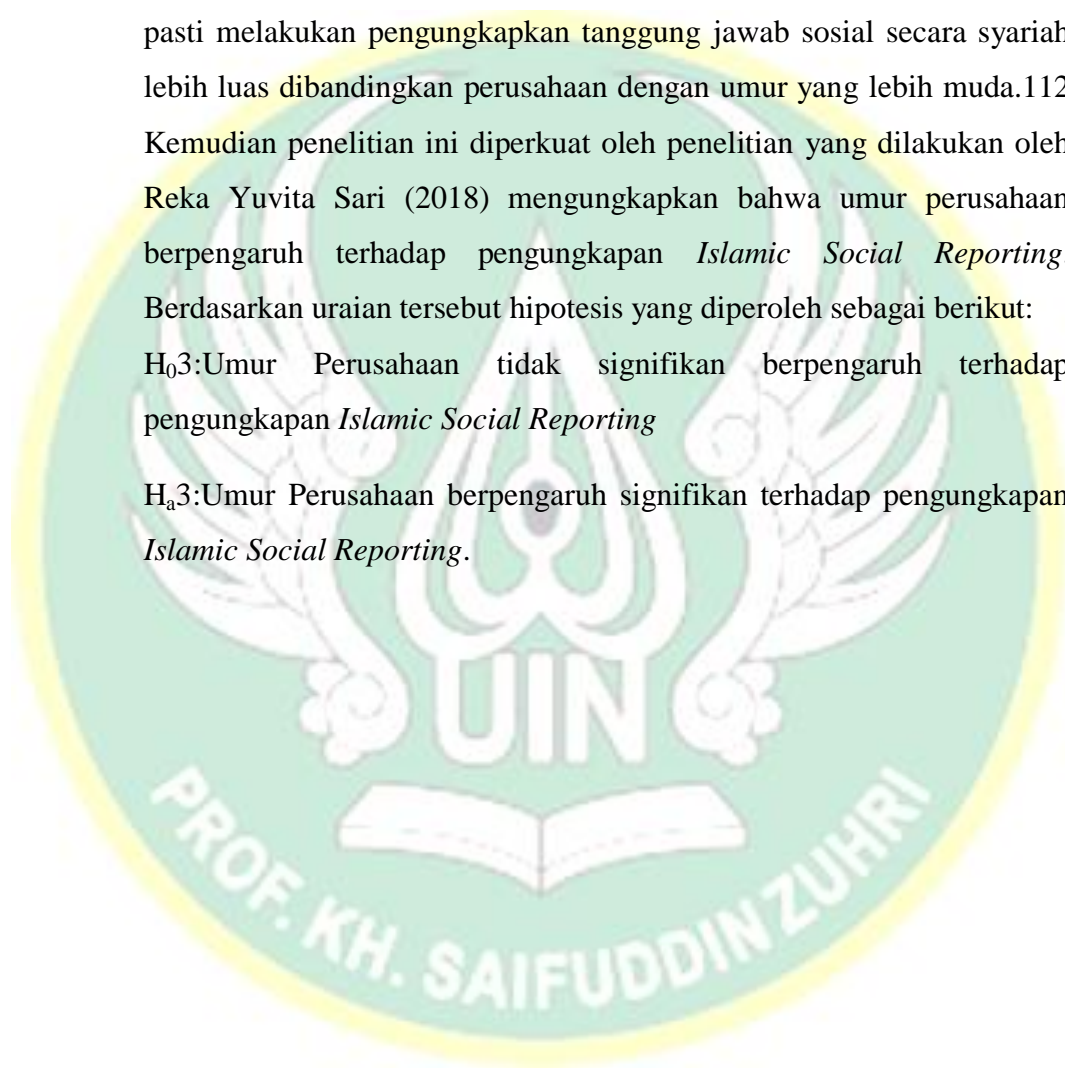 pasti melakukan pengungkapkan tanggung jawab sosial secara syariah
lebih luas dibandingkan perusahaan dengan umur yang lebih muda.112
Kemudian penelitian ini diperkuat oleh penelitian yang dilakukan oleh
Reka Yuvita Sari (2018) mengungkapkan bahwa umur perusahaan
berpengaruh terhadap pengungkapan Islamic Social Reporting.
Berdasarkan uraian tersebut hipotesis yang diperoleh sebagai berikut:
H₀3:Umur Perusahaan tidak signifikan berpengaruh terhadap
pengungkapan Islamic Social Reporting
Hₐ3:Umur Perusahaan berpengaruh signifikan terhadap pengungkapan
Islamic Social Reporting.
UIN
PROF. KH. SAIFUDDIN ZUHRI